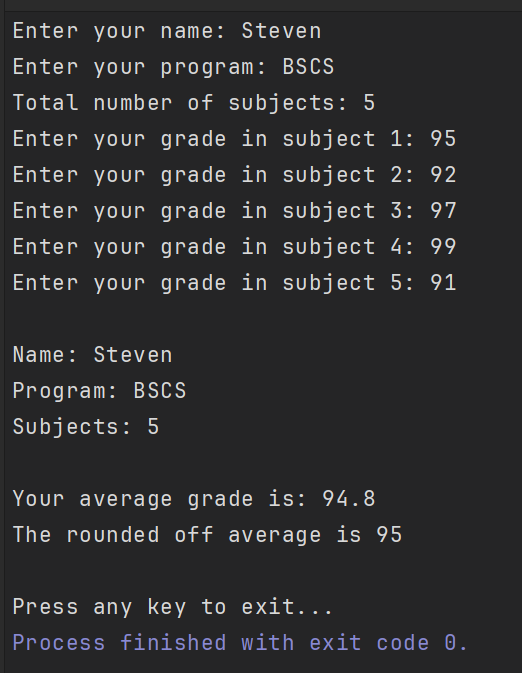 Enter your name: Steven
Enter your program: BSCS
Total number of subjects: 5
Enter your grade in subject 1: 95
Enter your grade in subject 2: 92
Enter your grade in subject 3: 97
Enter your grade in subject 4: 99
Enter your grade in subject 5: 91
Name: Steven
Program: BSCS
Subjects: 5
Your average grade is: 94.8
The rounded off average is 95
Press any key to exit...
Process finished with exit code 0.